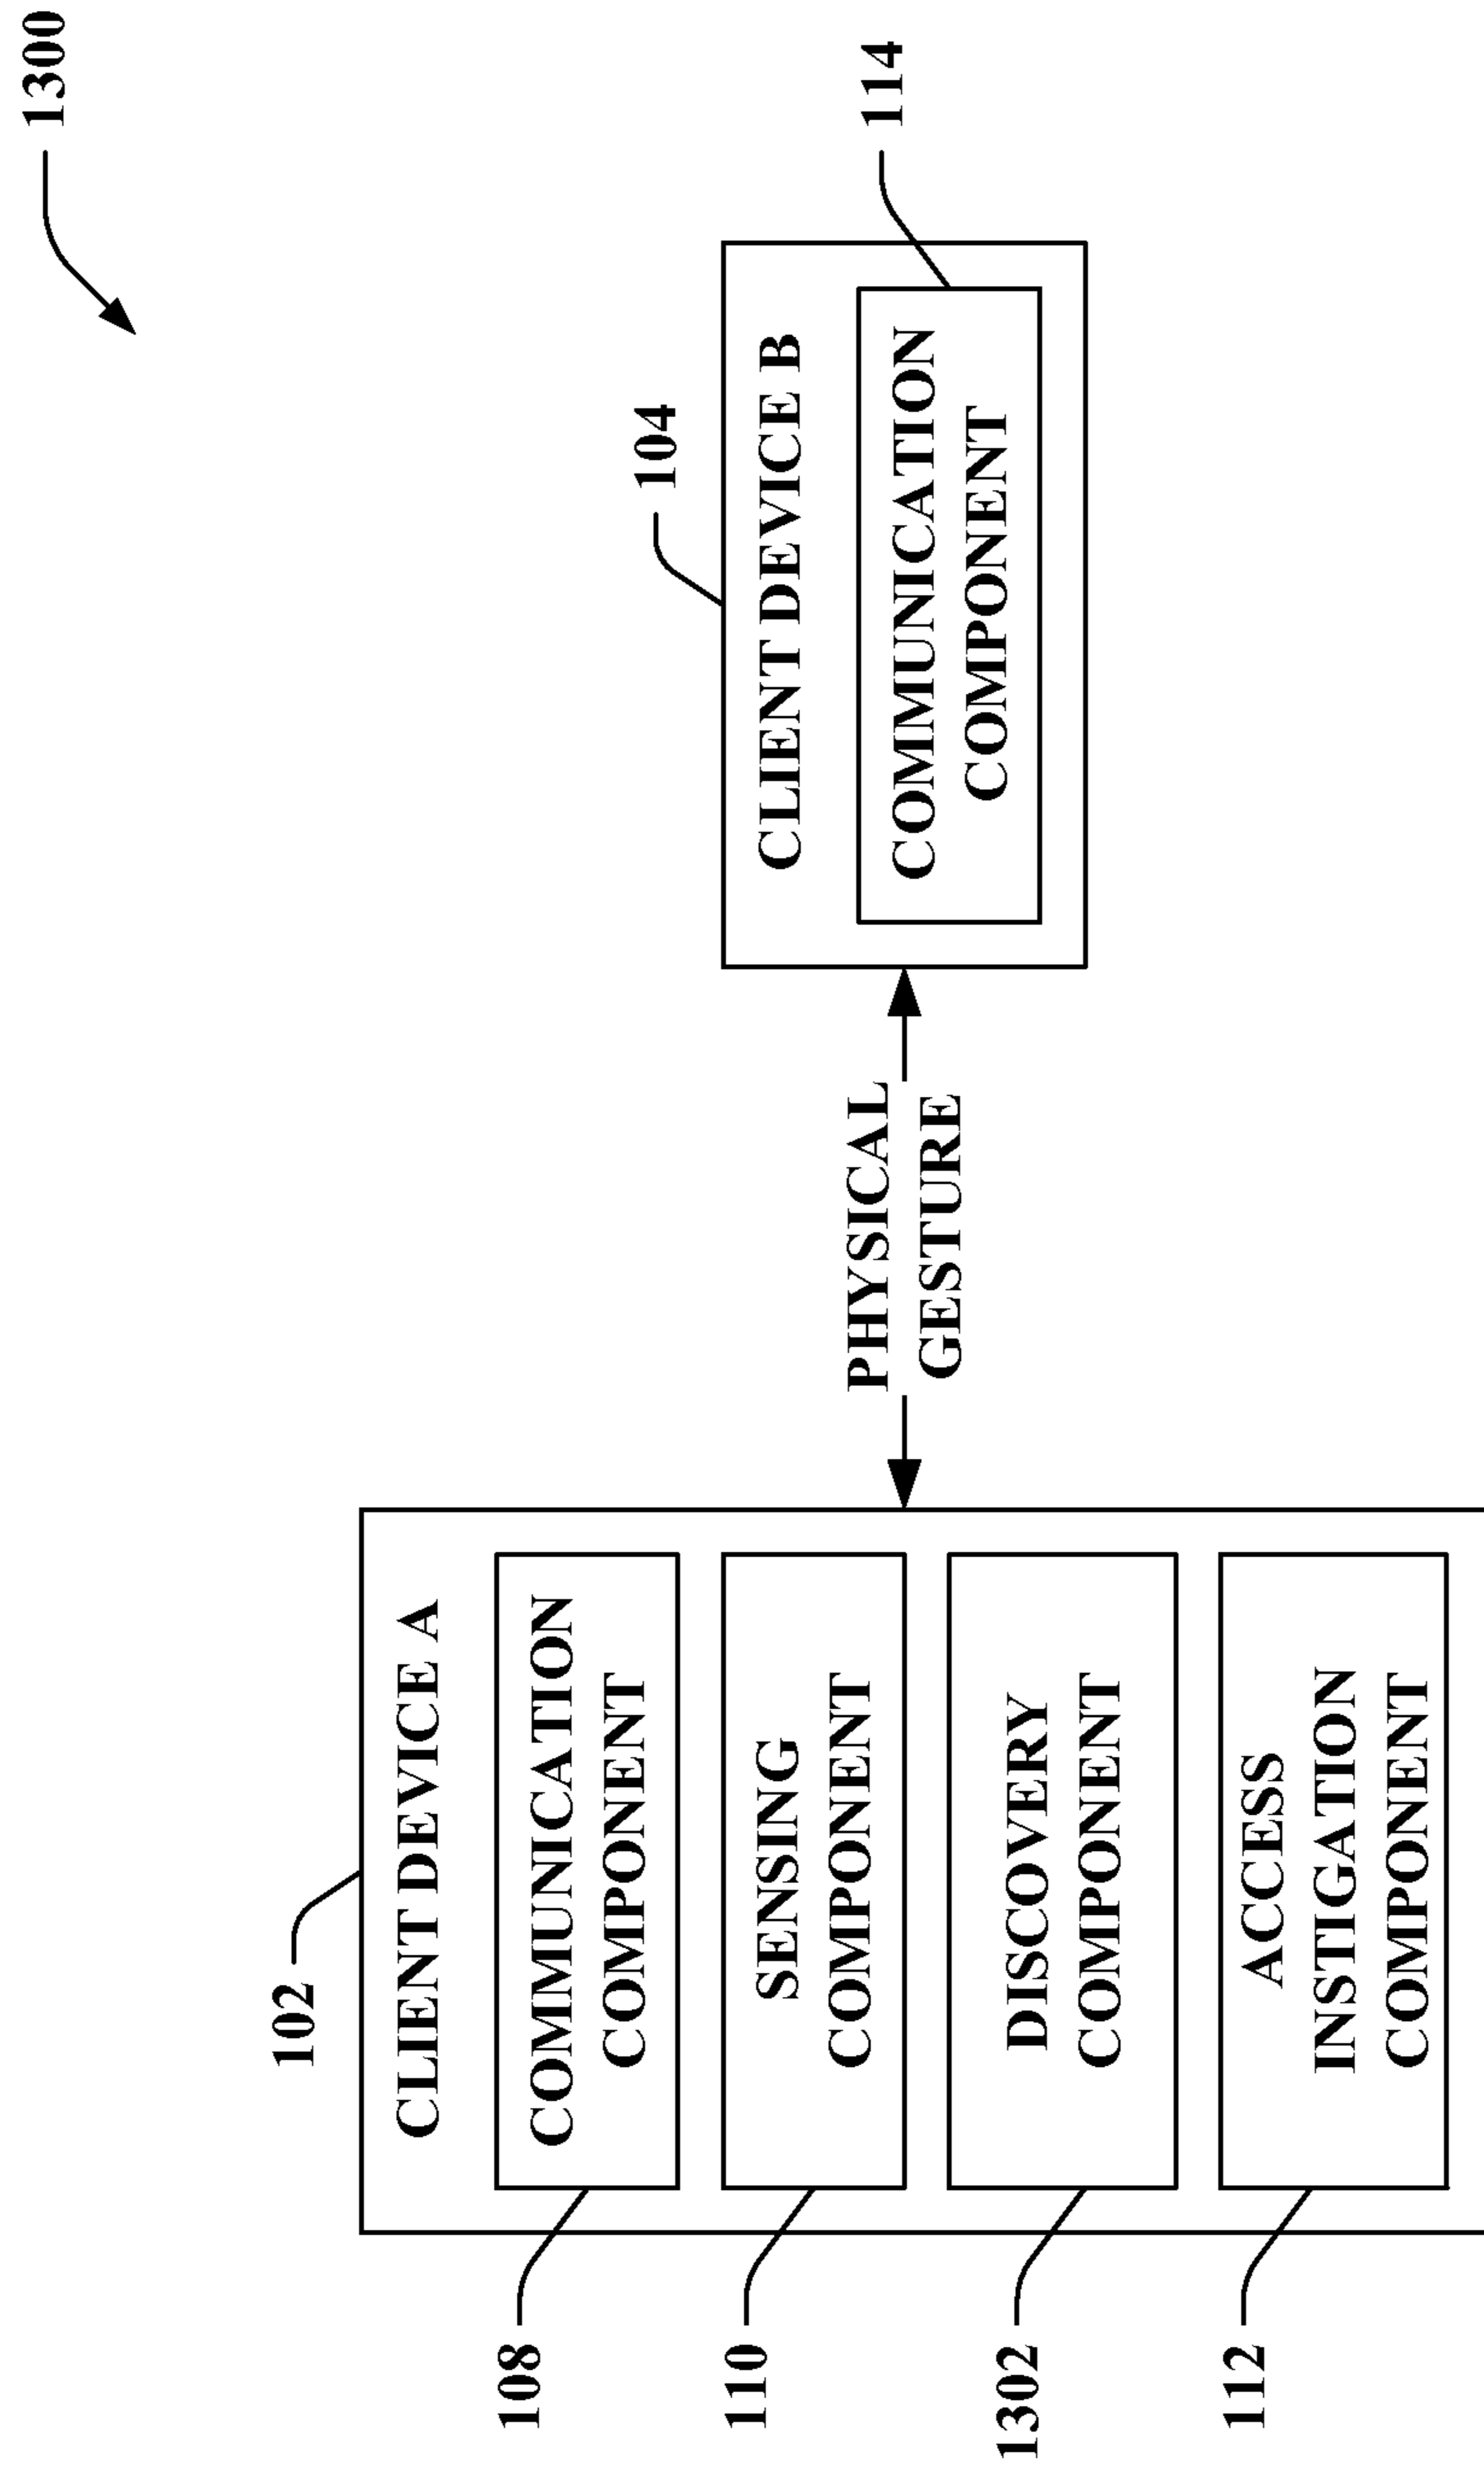 1300
102
CLIENT DEVICE A
108
COMMUNICATION
COMPONENT
110
SENSING
COMPONENT
1302
DISCOVERY
COMPONENT
112
ACCESS
INSTIGATION
COMPONENT
PHYSICAL
GESTURE
104
CLIENT DEVICE B
COMMUNICATION
COMPONENT
114